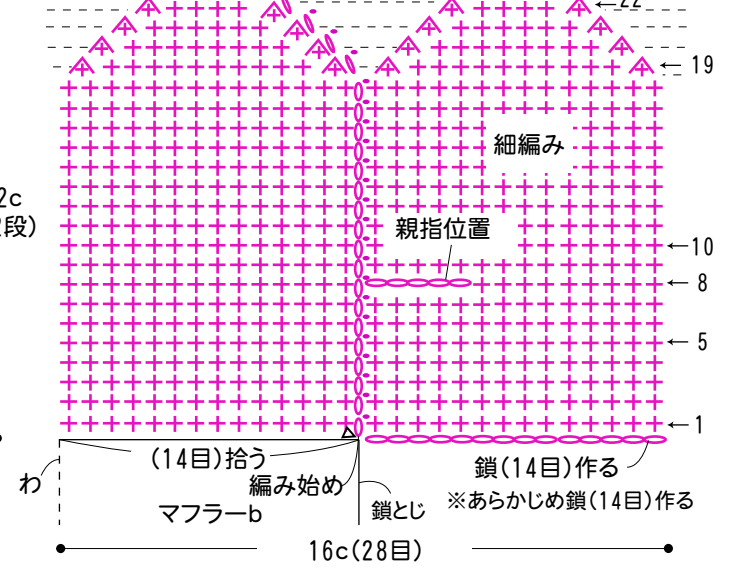 ←22
←19
細編み
2c
段)
親指位置
←10
←8
←5
←1
(14目)拾う
鎖(14目)作る
わ
編み始め
※あらかじめ鎖(14目)作る
マフラーb
鎖とじ
16c(28目)